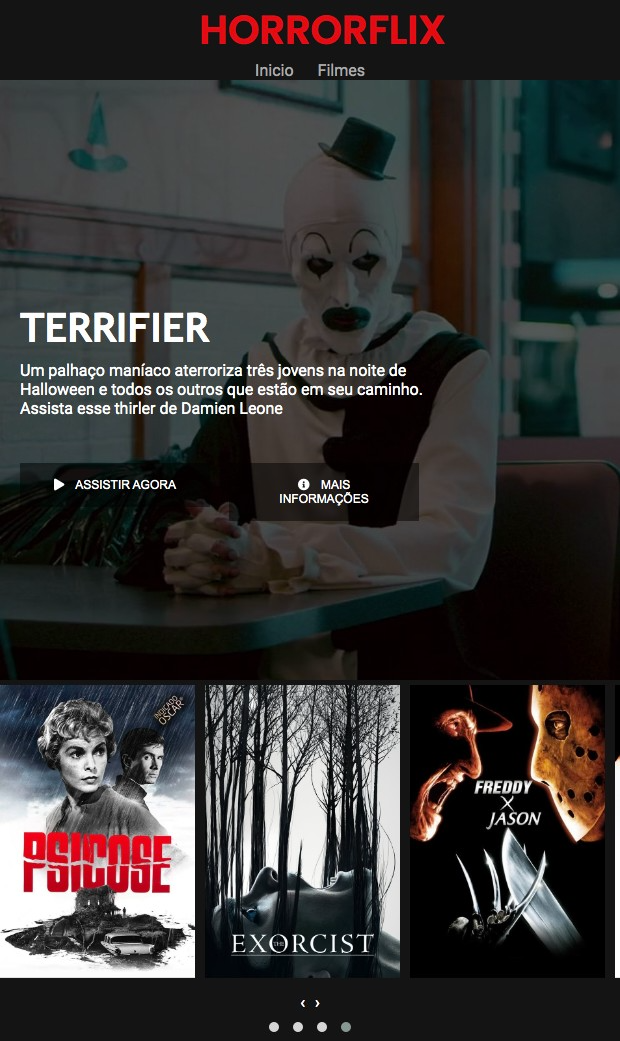 HORRORFLIX
Inicio Filmes
TERRIFIER
Um palhaço maníaco aterroriza três jovens na noite de
Halloween e todos os outros que estão em seu caminho.
Assista esse thirler de Damien Leone
ASSISTIR AGORA
MAIS
INFORMAÇÕES
INDICADO
OSCAR
PSICOSE
THE
EXORCIST
FREDDY
X
JASON
‹ ›